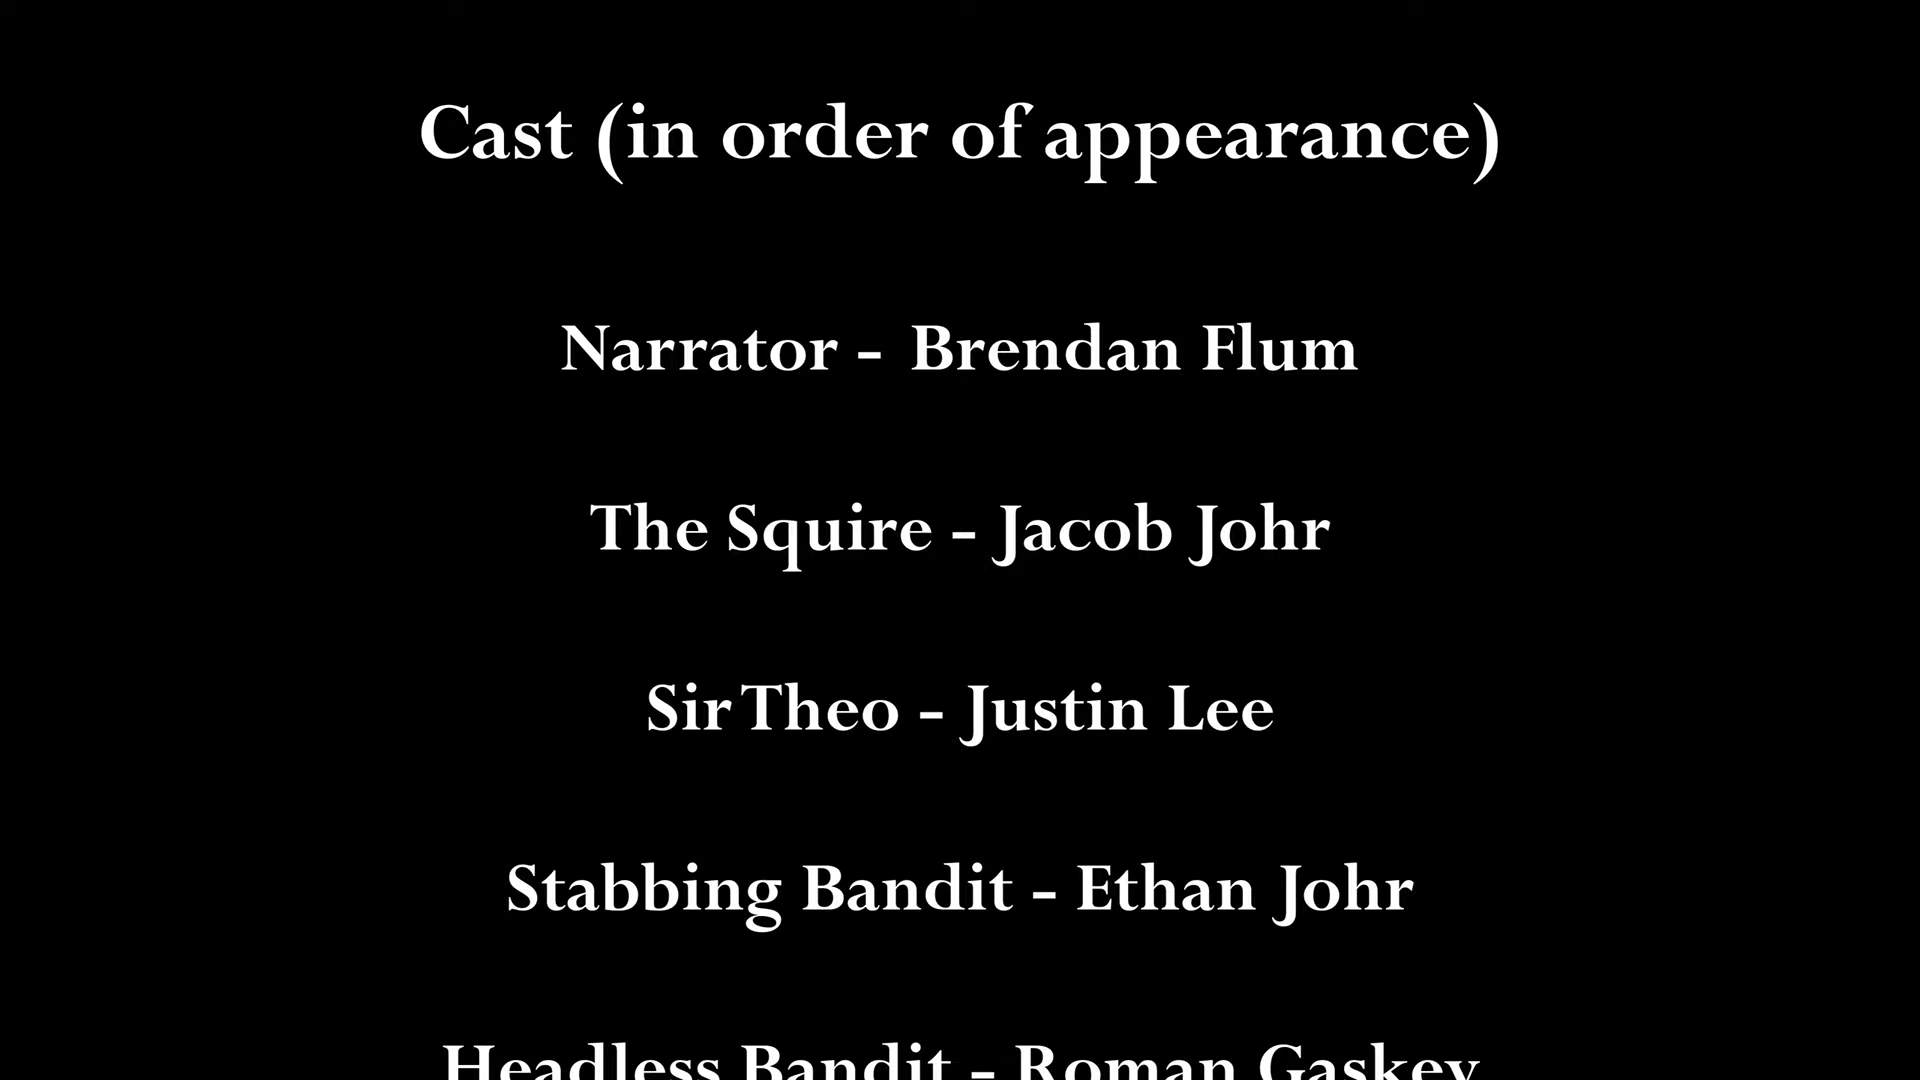 Cast (in order of appearance)
Narrator - Brendan Flum
The Squire - Jacob Johr
Sir Theo - Justin Lee
Stabbing Bandit - Ethan Johr
Headless Bandit - Roman Gaskey